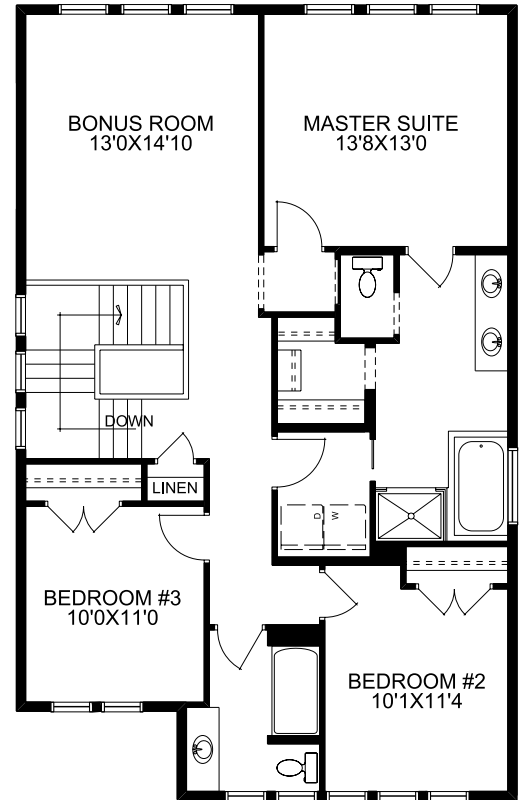 BONUS ROOM
13'0X14'10
MASTER SUITE
13'8X13'0
DOWN
LINEN
D
W
BEDROOM #3
10'0X11'0
BEDROOM #2
10'1X11'4